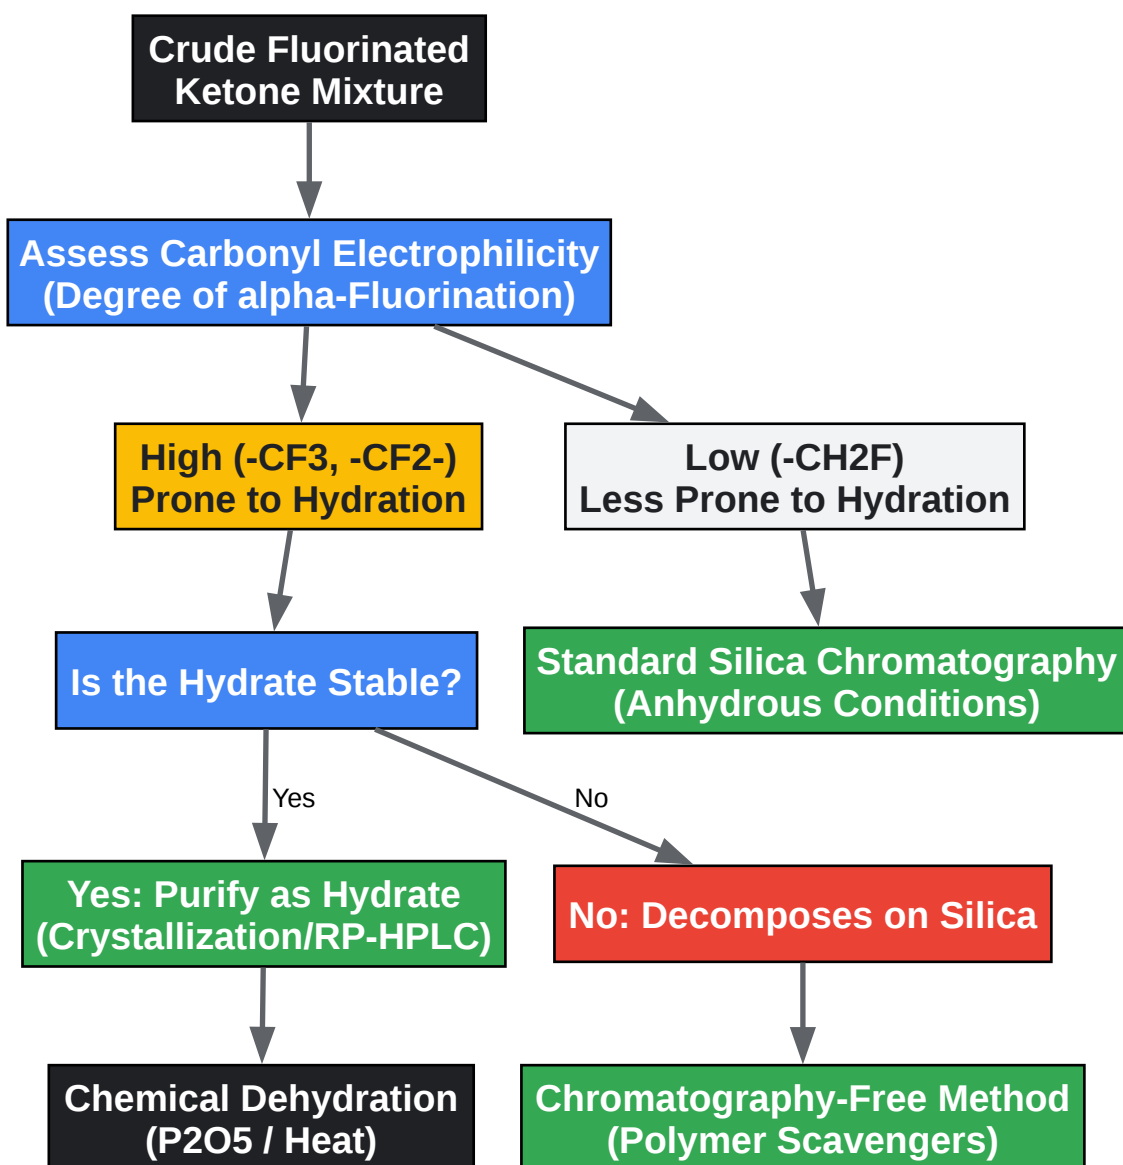 Crude Fluorinated
Ketone Mixture
Assess Carbonyl Electrophilicity
(Degree of alpha-Fluorination)
High (-CF3, -CF2-)
Prone to Hydration
Low (-CH2F)
Less Prone to Hydration
Is the Hydrate Stable?
Standard Silica Chromatography
(Anhydrous Conditions)
Yes
No
Yes: Purify as Hydrate
(Crystallization/RP-HPLC)
No: Decomposes on Silica
Chemical Dehydration
(P2O5 / Heat)
Chromatography-Free Method
(Polymer Scavengers)